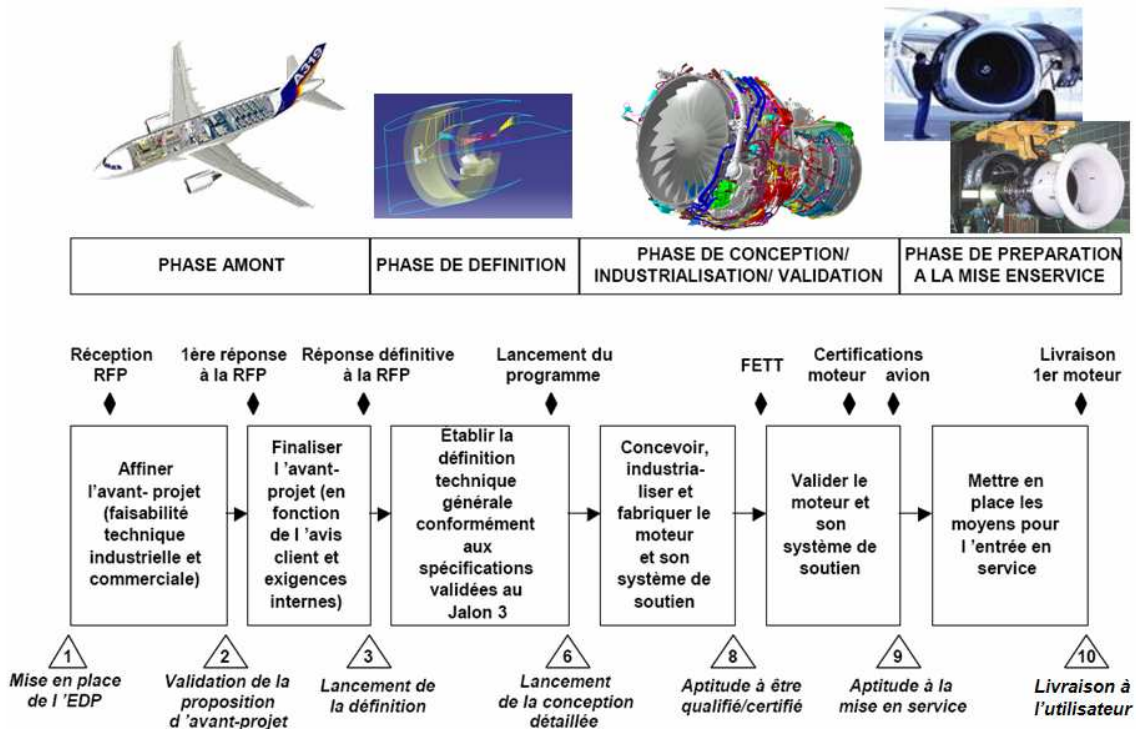 A319
PHASE AMONT
PHASE DE DEFINITION
PHASE DE CONCEPTION/
INDUSTRIALISATION/ VALIDATION
PHASE DE PREPARATION
A LA MISE ENSERVICE
Réception
RFP
1ère réponse
à la RFP
Réponse définitive
à la RFP
Lancement du
programme
FETT
Certifications
moteur avion
Livraison
1er moteur
Affiner
l'avant- projet
(faisabilité
technique
industrielle et
commerciale)
Finaliser
l 'avant-
projet (en
fonction
de l 'avis
client et
exigences
internes)
Établir la
définition
technique
générale
conformément
aux
spécifications
validées au
Jalon 3
Concevoir,
industria-
liser et
fabriquer le
moteur
et son
système de
soutien
Valider le
moteur et
son
système de
soutien
Mettre en
place les
moyens pour
l 'entrée en
service
1
Mise en place
de l 'EDP
2
Validation de la
proposition
d 'avant-projet
3
Lancement de
la définition
6
Lancement
de la conception
détaillée
8
Aptitude à être
qualifié/certifié
9
Aptitude à la
mise en service
10
Livraison à
l'utilisateur